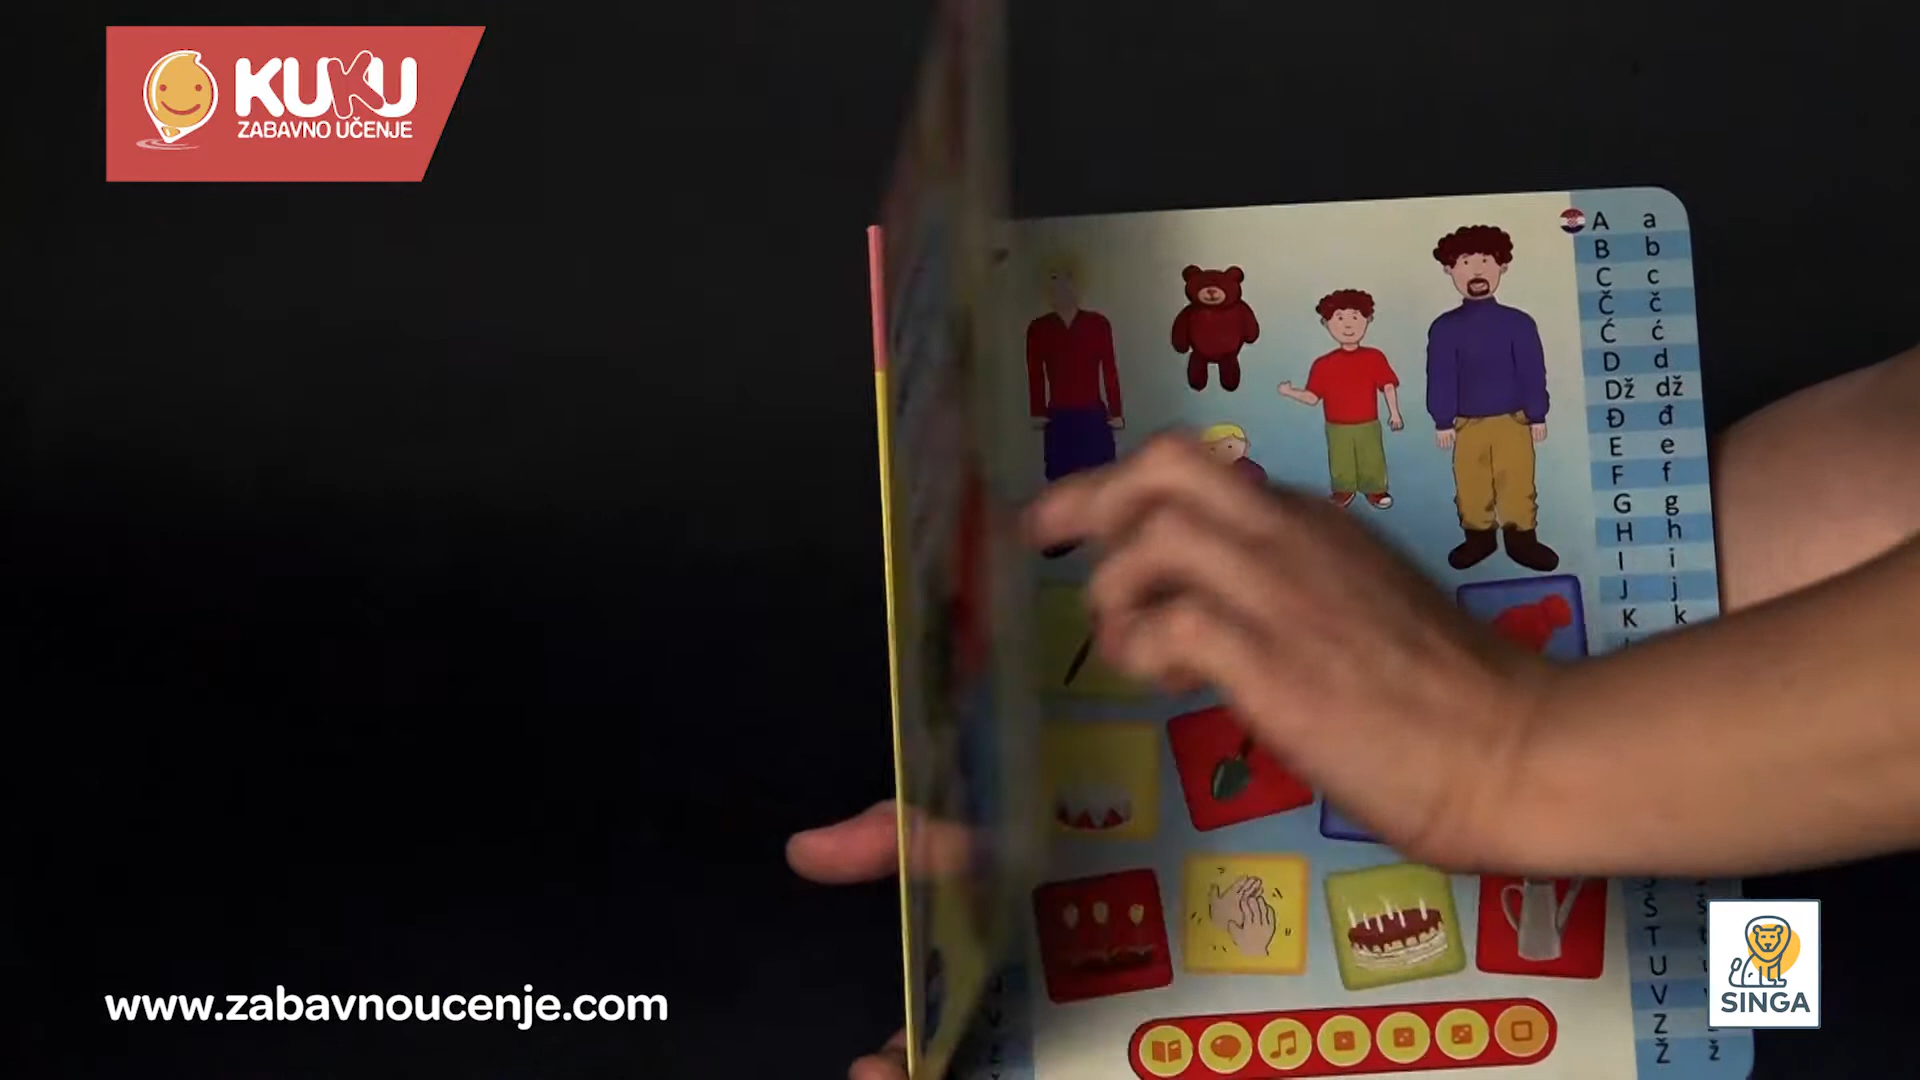 KUKU
ZABAVNO UČENJE
A a
B b
C c
Č č
Ć ć
D d
Dž dž
Đ đ
E e
F f
G g
H h
I i
J j
K k
Š š
T
U
V
Z
Ž ž
www.zabavnoucenje.com
SINGA